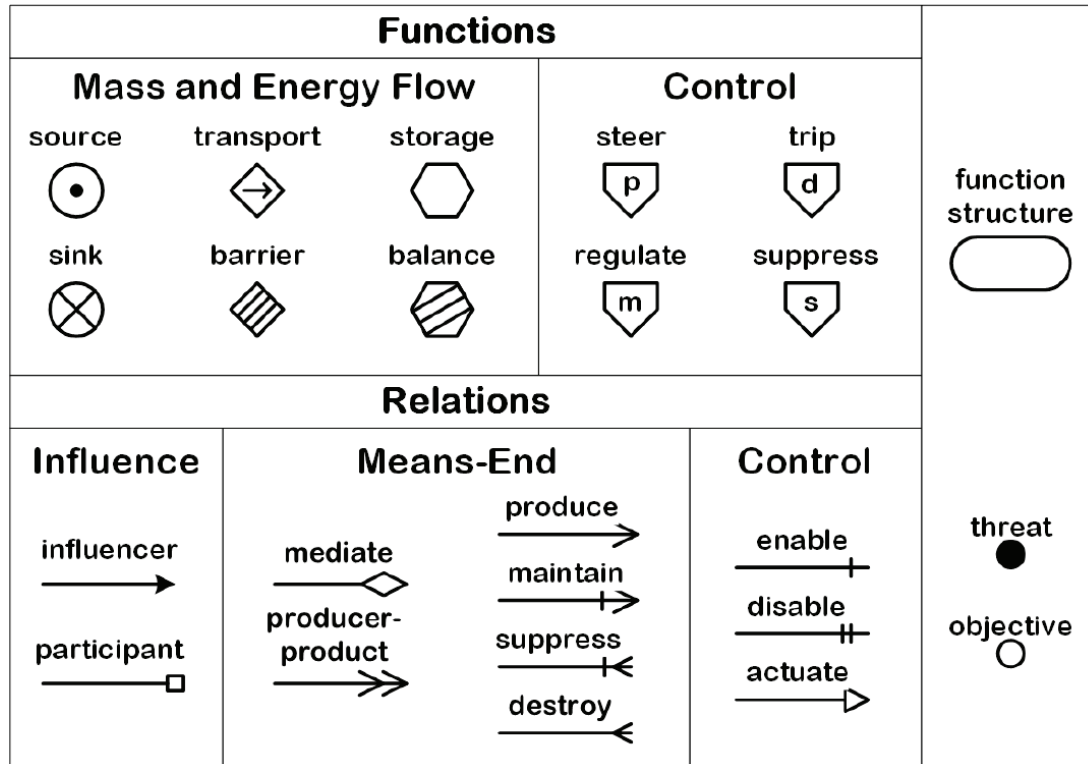 Functions
Mass and Energy Flow
source
transport
storage
sink
barrier
balance
Control
steer
trip
p
d
regulate
suppress
m
s
function
structure
Relations
Influence
influencer
participant
Means-End
mediate
producer-
product
produce
maintain
suppress
destroy
Control
enable
disable
actuate
threat
objective